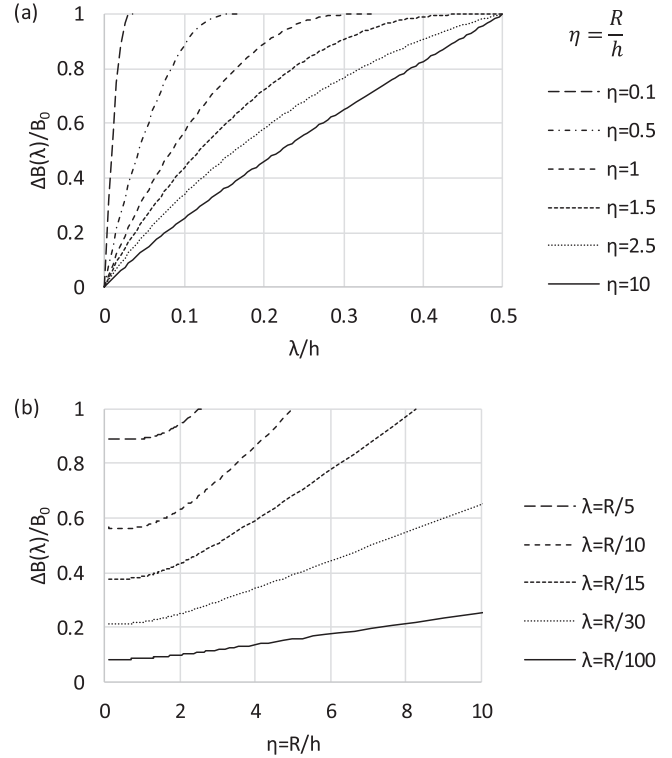 (a)
ΔB(λ)/B₀
1
0.8
0.6
0.4
0.2
0
0 0.1 0.2 0.3 0.4 0.5
λ/h
η = R/h
η=0.1
η=0.5
η=1
η=1.5
η=2.5
η=10
(b)
ΔB(λ)/B₀
1
0.8
0.6
0.4
0.2
0
0 2 4 6 8 10
η=R/h
λ=R/5
λ=R/10
λ=R/15
λ=R/30
λ=R/100